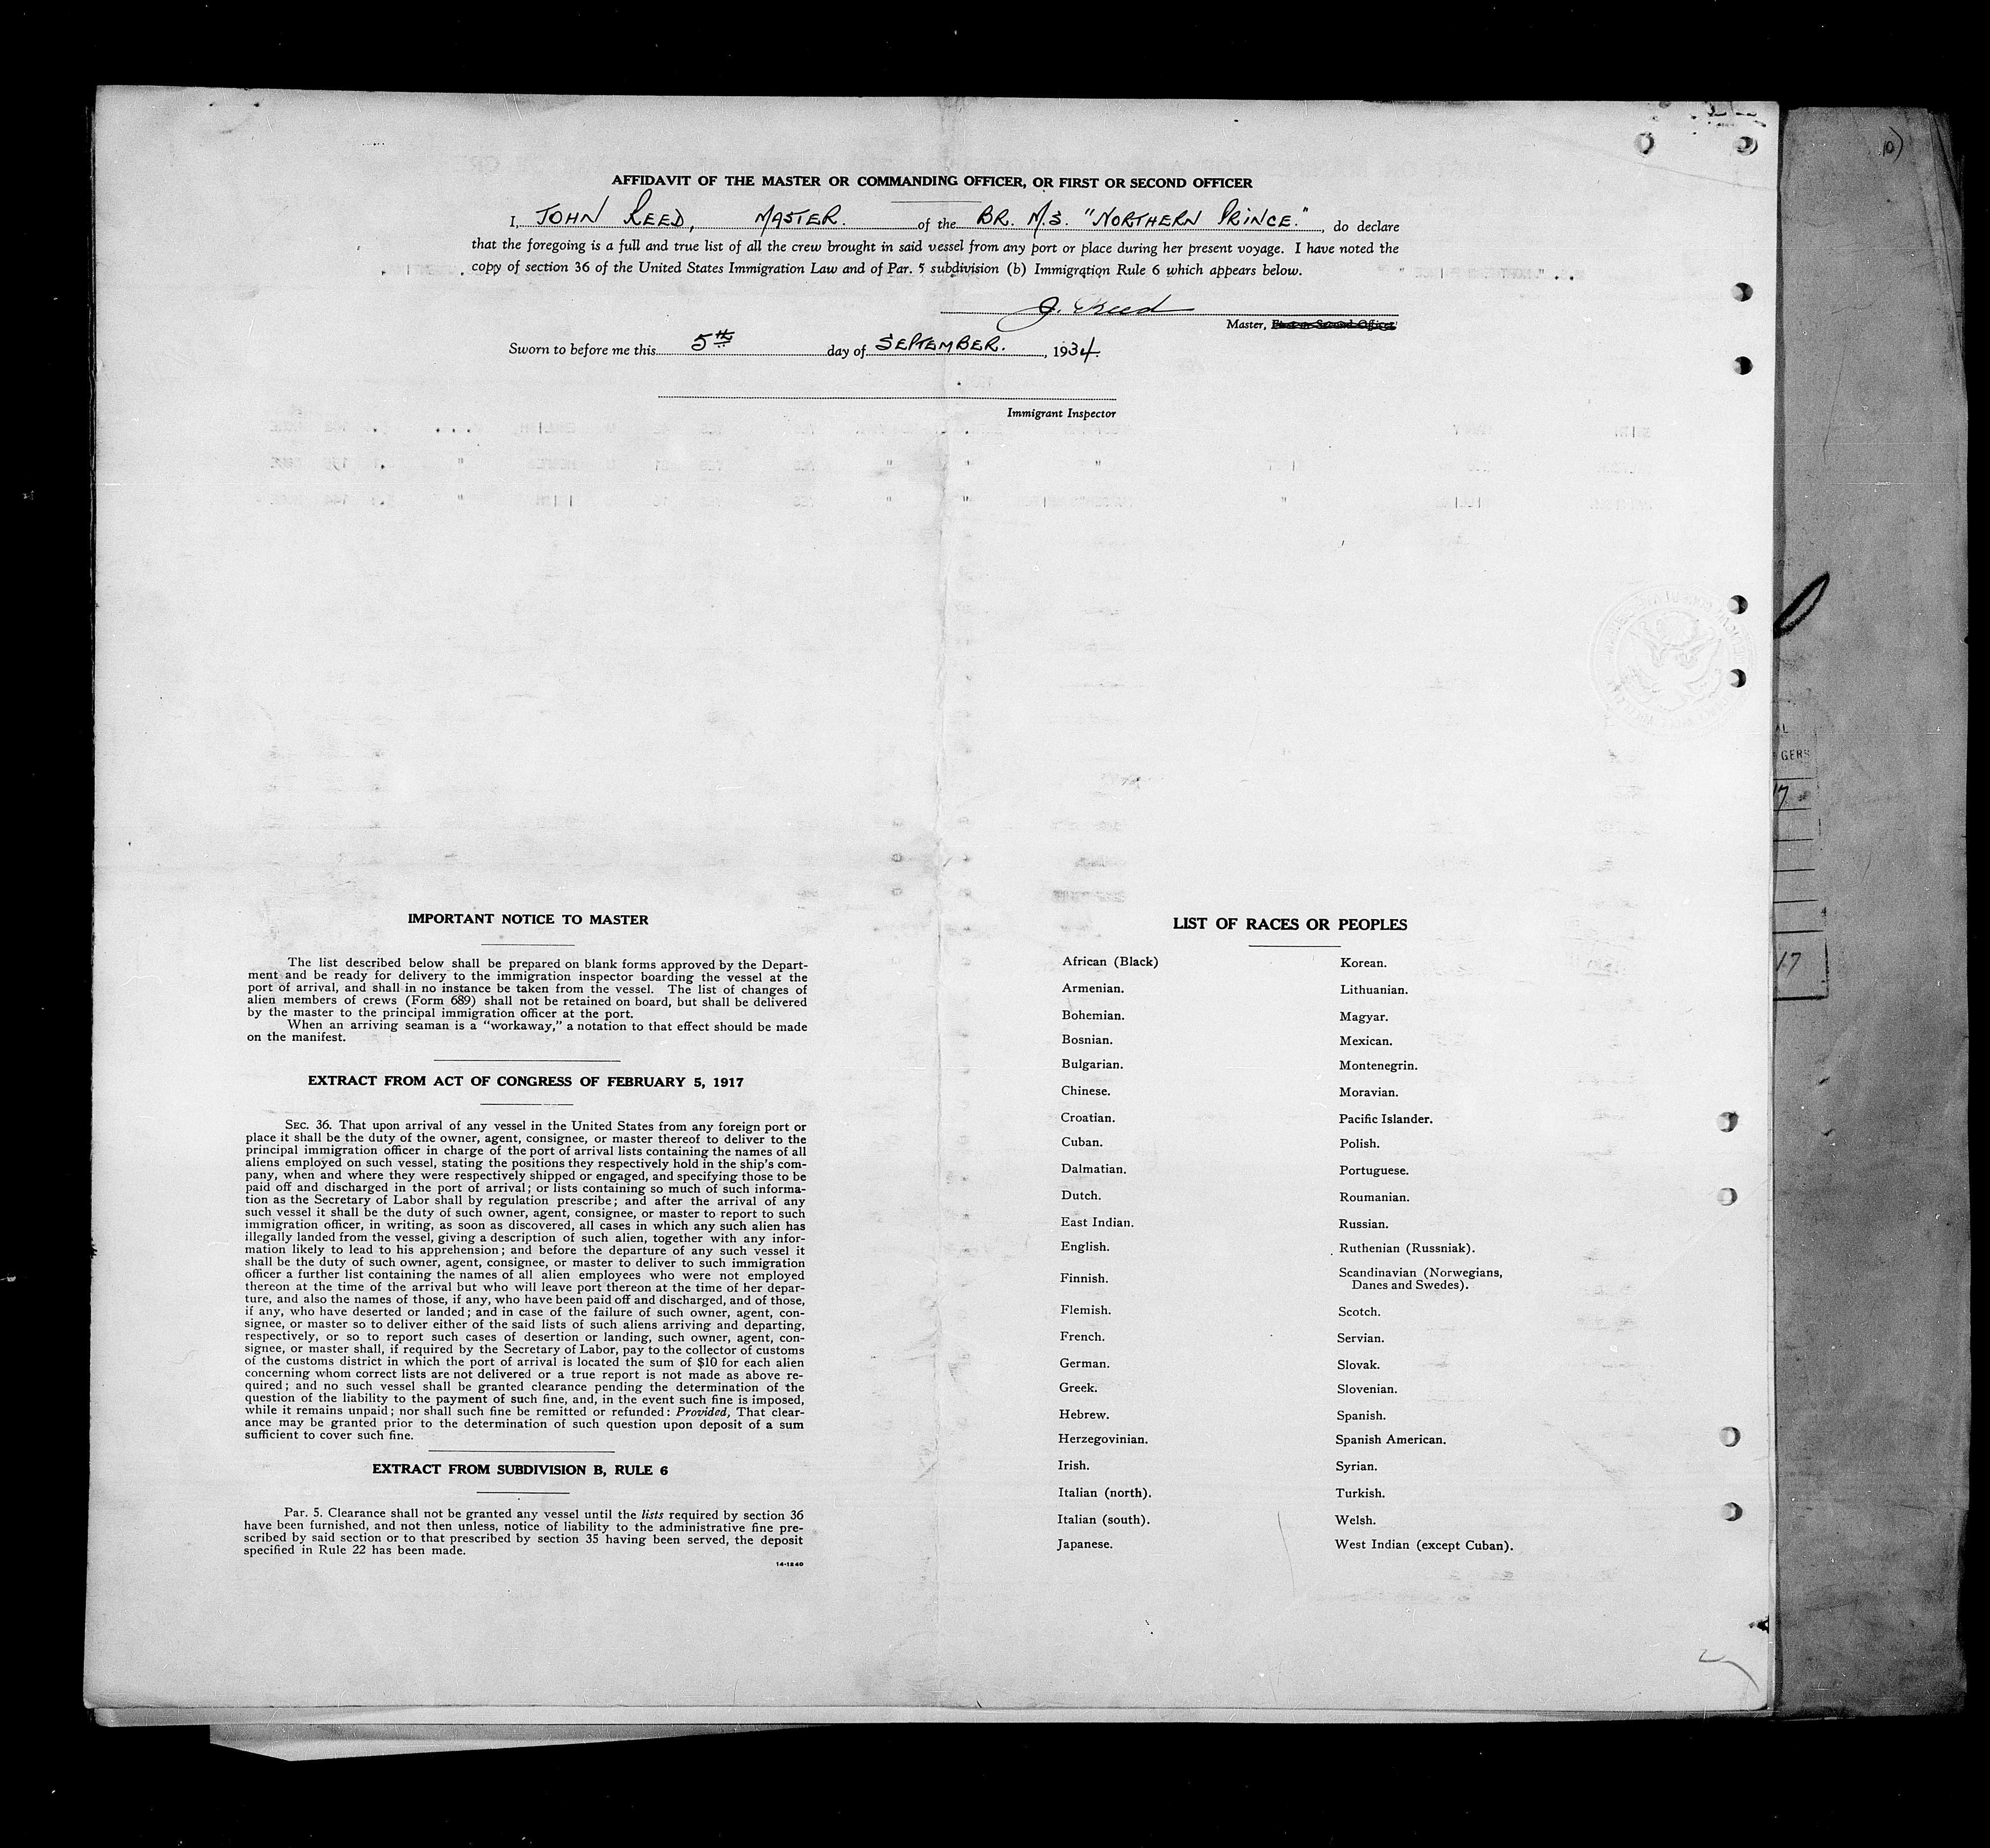 AFFIDAVIT OF THE MASTER OR COMMANDING OFFICER, OR FIRST OR SECOND OFFICER
I, JOHN REED, MASTER. of the BR. M.S. "NORTHERN PRINCE.", do declare
that the foregoing is a full and true list of all the crew brought in said vessel from any port or place during her present voyage. I have noted the
copy of section 36 of the United States Immigration Law and of Par. 5 subdivision (b) Immigration Rule 6 which appears below.
J. Reed
Master, First or Second Officer
Sworn to before me this 5th day of SEPTEMBER., 1934.
Immigrant Inspector
IMPORTANT NOTICE TO MASTER
The list described below shall be prepared on blank forms approved by the Depart-
ment and be ready for delivery to the immigration inspector boarding the vessel at the
port of arrival, and shall in no instance be taken from the vessel. The list of changes of
alien members of crews (Form 689) shall not be retained on board, but shall be delivered
by the master to the principal immigration officer at the port.
When an arriving seaman is a "workaway," a notation to that effect should be made
on the manifest.
EXTRACT FROM ACT OF CONGRESS OF FEBRUARY 5, 1917
SEC. 36. That upon arrival of any vessel in the United States from any foreign port or
place it shall be the duty of the owner, agent, consignee, or master thereof to deliver to the
principal immigration officer in charge of the port of arrival lists containing the names of all
aliens employed on such vessel, stating the positions they respectively hold in the ship's com-
pany, when and where they were respectively shipped or engaged, and specifying those to be
paid off and discharged in the port of arrival; or lists containing so much of such informa-
tion as the Secretary of Labor shall by regulation prescribe; and after the arrival of any
such vessel it shall be the duty of such owner, agent, consignee, or master to report to such
immigration officer, in writing, as soon as discovered, all cases in which any such alien has
illegally landed from the vessel, giving a description of such alien, together with any infor-
mation likely to lead to his apprehension; and before the departure of any such vessel it
shall be the duty of such owner, agent, consignee, or master to deliver to such immigration
officer a further list containing the names of all alien employees who were not employed
thereon at the time of the arrival but who will leave port thereon at the time of her depar-
ture, and also the names of those, if any, who have been paid off and discharged, and of those,
if any, who have deserted or landed; and in case of the failure of such owner, agent, con-
signee, or master so to deliver either of the said lists of such aliens arriving and departing,
respectively, or so to report such cases of desertion or landing, such owner, agent, con-
signee, or master shall, if required by the Secretary of Labor, pay to the collector of customs
of the customs district in which the port of arrival is located the sum of $10 for each alien
concerning whom correct lists are not delivered or a true report is not made as above re-
quired; and no such vessel shall be granted clearance pending the determination of the
question of the liability to the payment of such fine, and, in the event such fine is imposed,
while it remains unpaid; nor shall such fine be remitted or refunded: Provided, That clear-
ance may be granted prior to the determination of such question upon deposit of a sum
sufficient to cover such fine.
EXTRACT FROM SUBDIVISION B, RULE 6
Par. 5. Clearance shall not be granted any vessel until the lists required by section 36
have been furnished, and not then unless, notice of liability to the administrative fine pre-
scribed by said section or to that prescribed by section 35 having been served, the deposit
specified in Rule 22 has been made.
14-1240
LIST OF RACES OR PEOPLES
African (Black)
Armenian.
Bohemian.
Bosnian.
Bulgarian.
Chinese.
Croatian.
Cuban.
Dalmatian.
Dutch.
East Indian.
English.
Finnish.
Flemish.
French.
German.
Greek.
Hebrew.
Herzegovinian.
Irish.
Italian (north).
Italian (south).
Japanese.
Korean.
Lithuanian.
Magyar.
Mexican.
Montenegrin.
Moravian.
Pacific Islander.
Polish.
Portuguese.
Roumanian.
Russian.
Ruthenian (Russniak).
Scandinavian (Norwegians,
Danes and Swedes).
Scotch.
Servian.
Slovak.
Slovenian.
Spanish.
Spanish American.
Syrian.
Turkish.
Welsh.
West Indian (except Cuban).
17
17